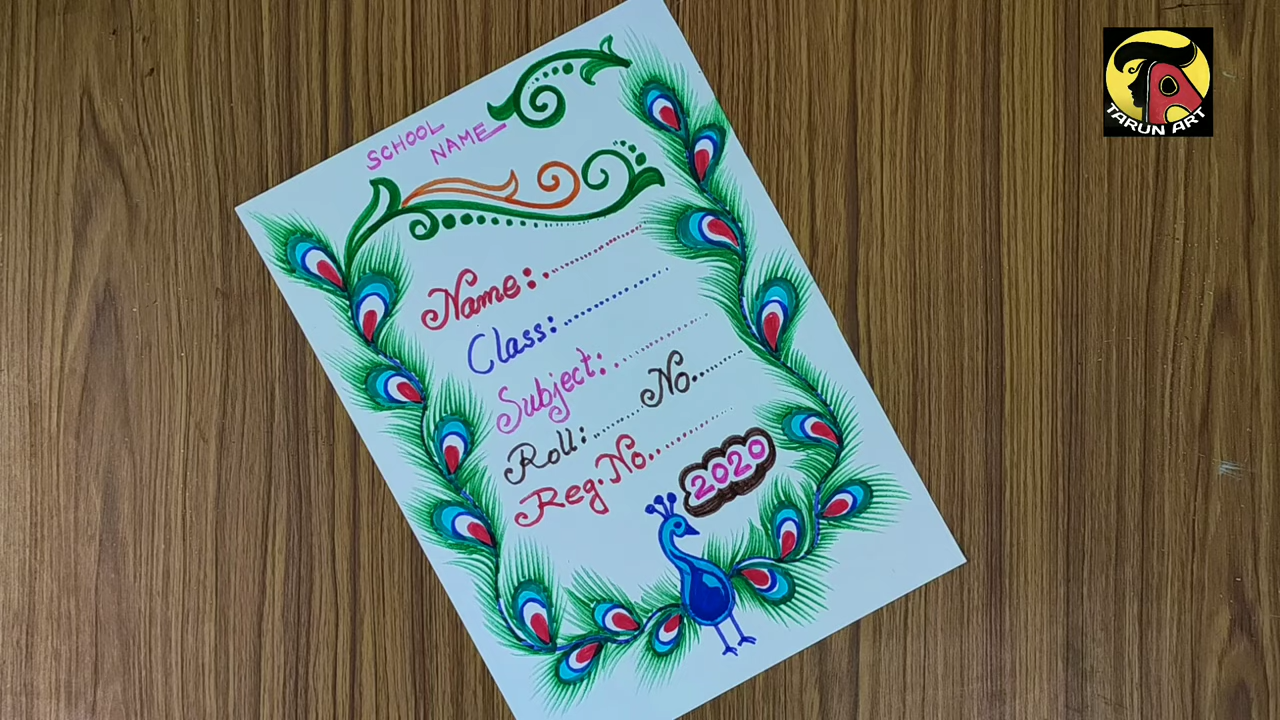 SCHOOL
NAME
Name:
Class:
Subject:
Roll: No.
Reg. No.
2020
TARUN ART